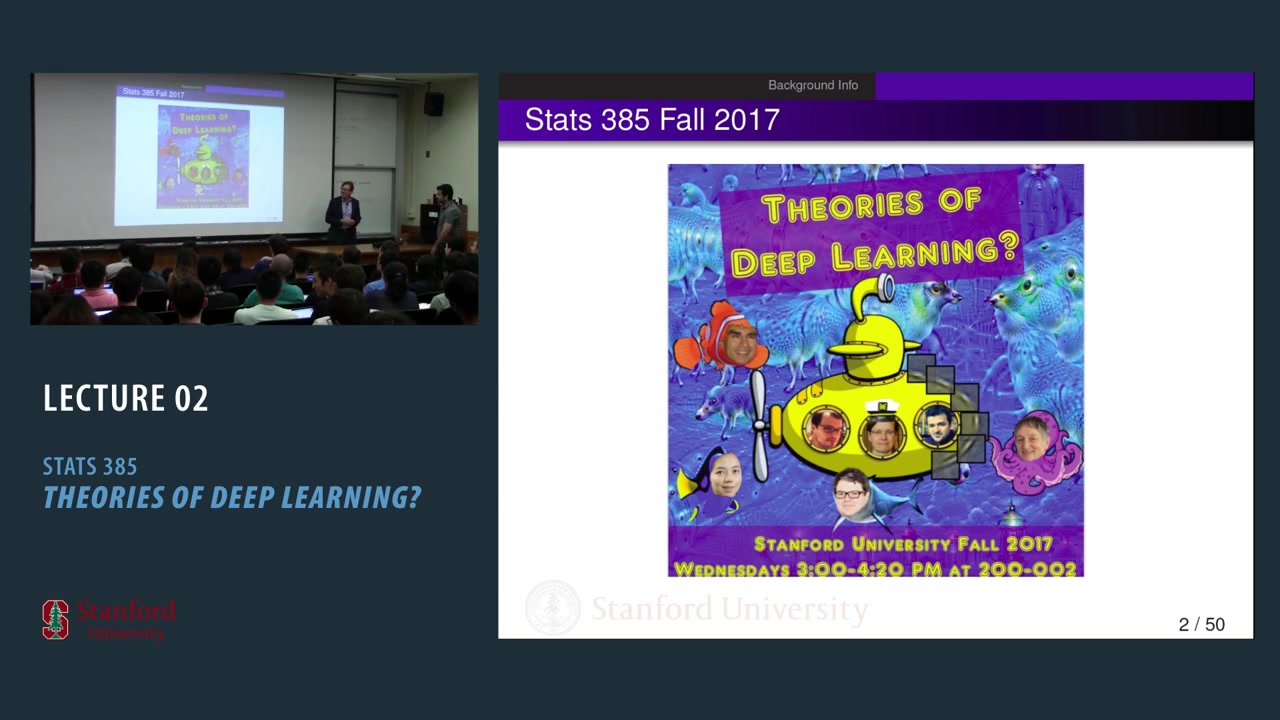 Stats 385 Fall 2017
THEORIES OF
DEEP LEARNING?
LECTURE 02
STATS 385
THEORIES OF DEEP LEARNING?
Stanford
University
Background Info
Stats 385 Fall 2017
THEORIES OF
DEEP LEARNING?
STANFORD UNIVERSITY FALL 2017
WEDNESDAYS 3:00-4:20 PM AT 200-002
Stanford University
2 / 50